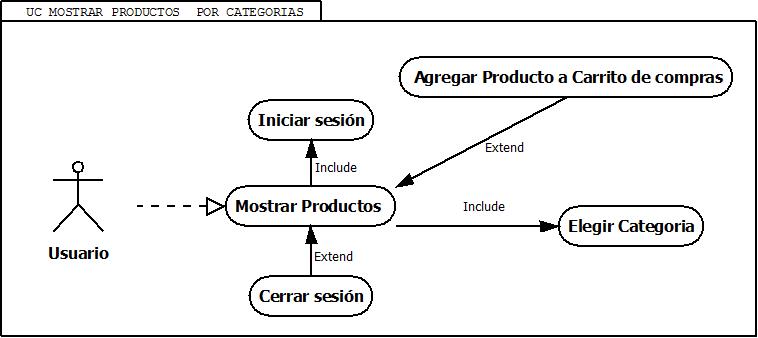 UC MOSTRAR PRODUCTOS POR CATEGORIAS
Agregar Producto a Carrito de compras
Iniciar sesión
Extend
Include
Mostrar Productos
Include
Elegir Categoria
Usuario
Extend
Cerrar sesión